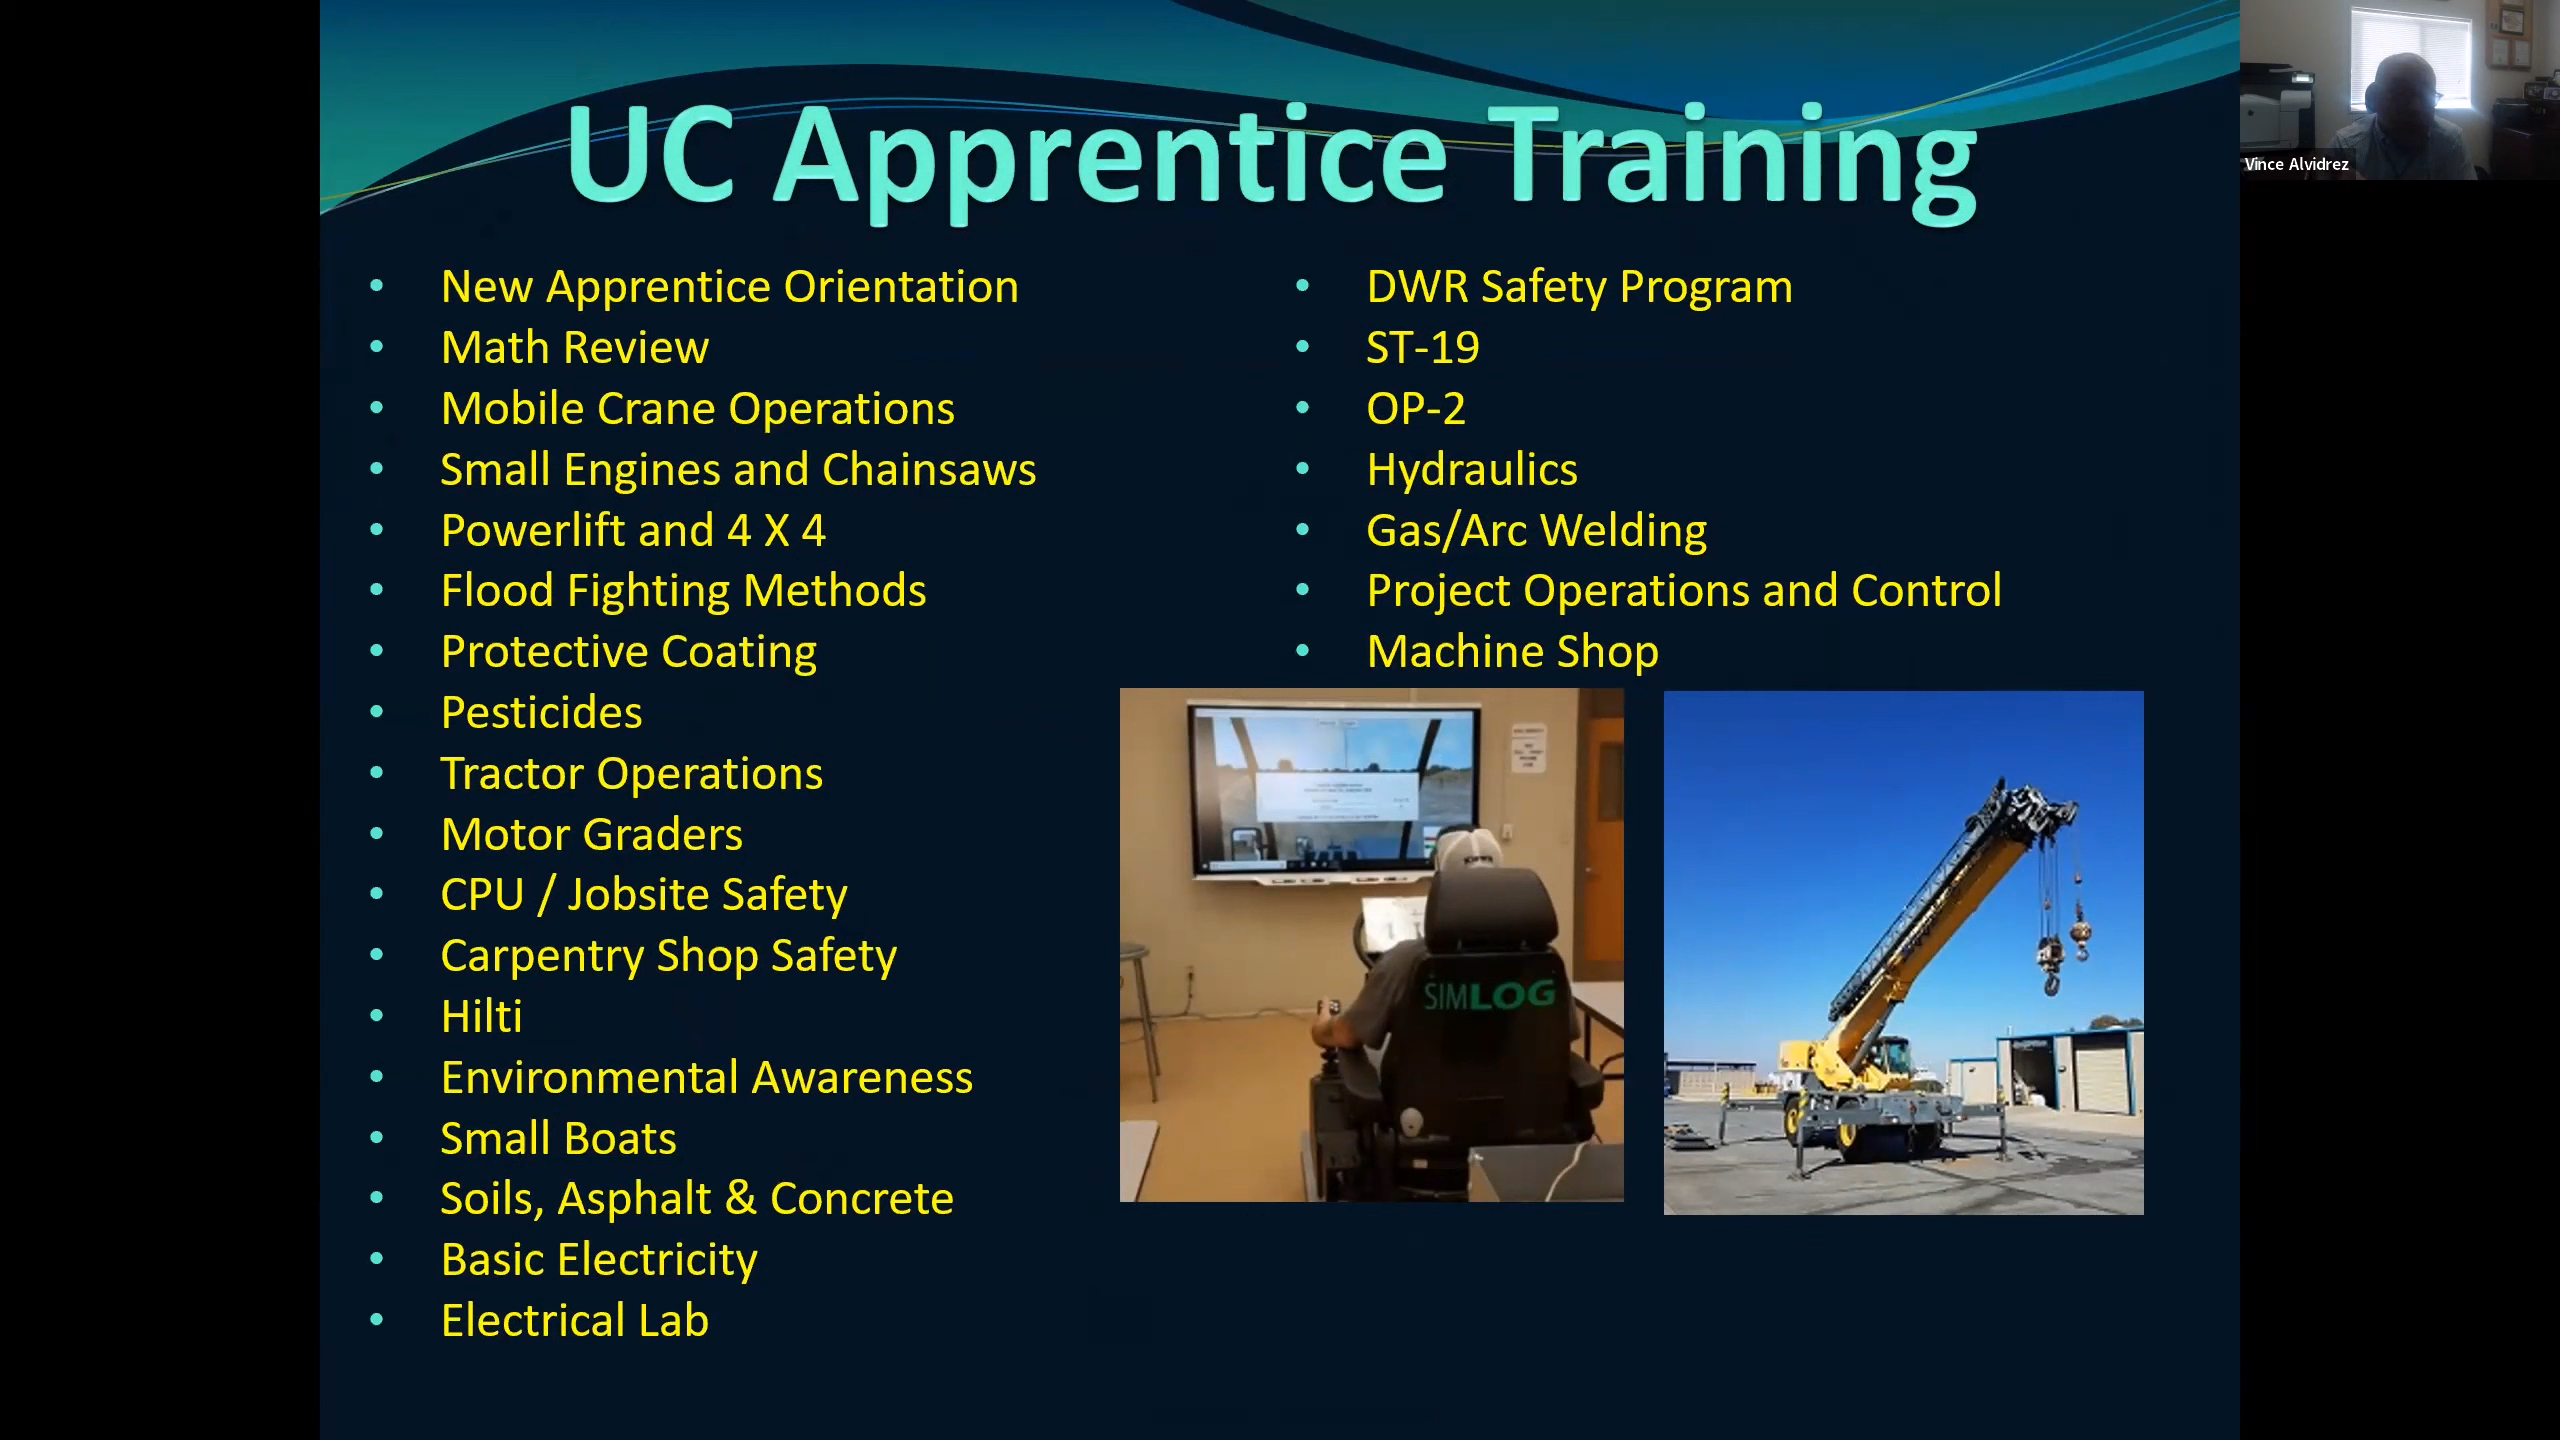 UC Apprentice Training
New Apprentice Orientation
Math Review
Mobile Crane Operations
Small Engines and Chainsaws
Powerlift and 4 X 4
Flood Fighting Methods
Protective Coating
Pesticides
Tractor Operations
Motor Graders
CPU / Jobsite Safety
Carpentry Shop Safety
Hilti
Environmental Awareness
Small Boats
Soils, Asphalt & Concrete
Basic Electricity
Electrical Lab
DWR Safety Program
ST-19
OP-2
Hydraulics
Gas/Arc Welding
Project Operations and Control
Machine Shop
SIMLOG
Vince Alvidrez